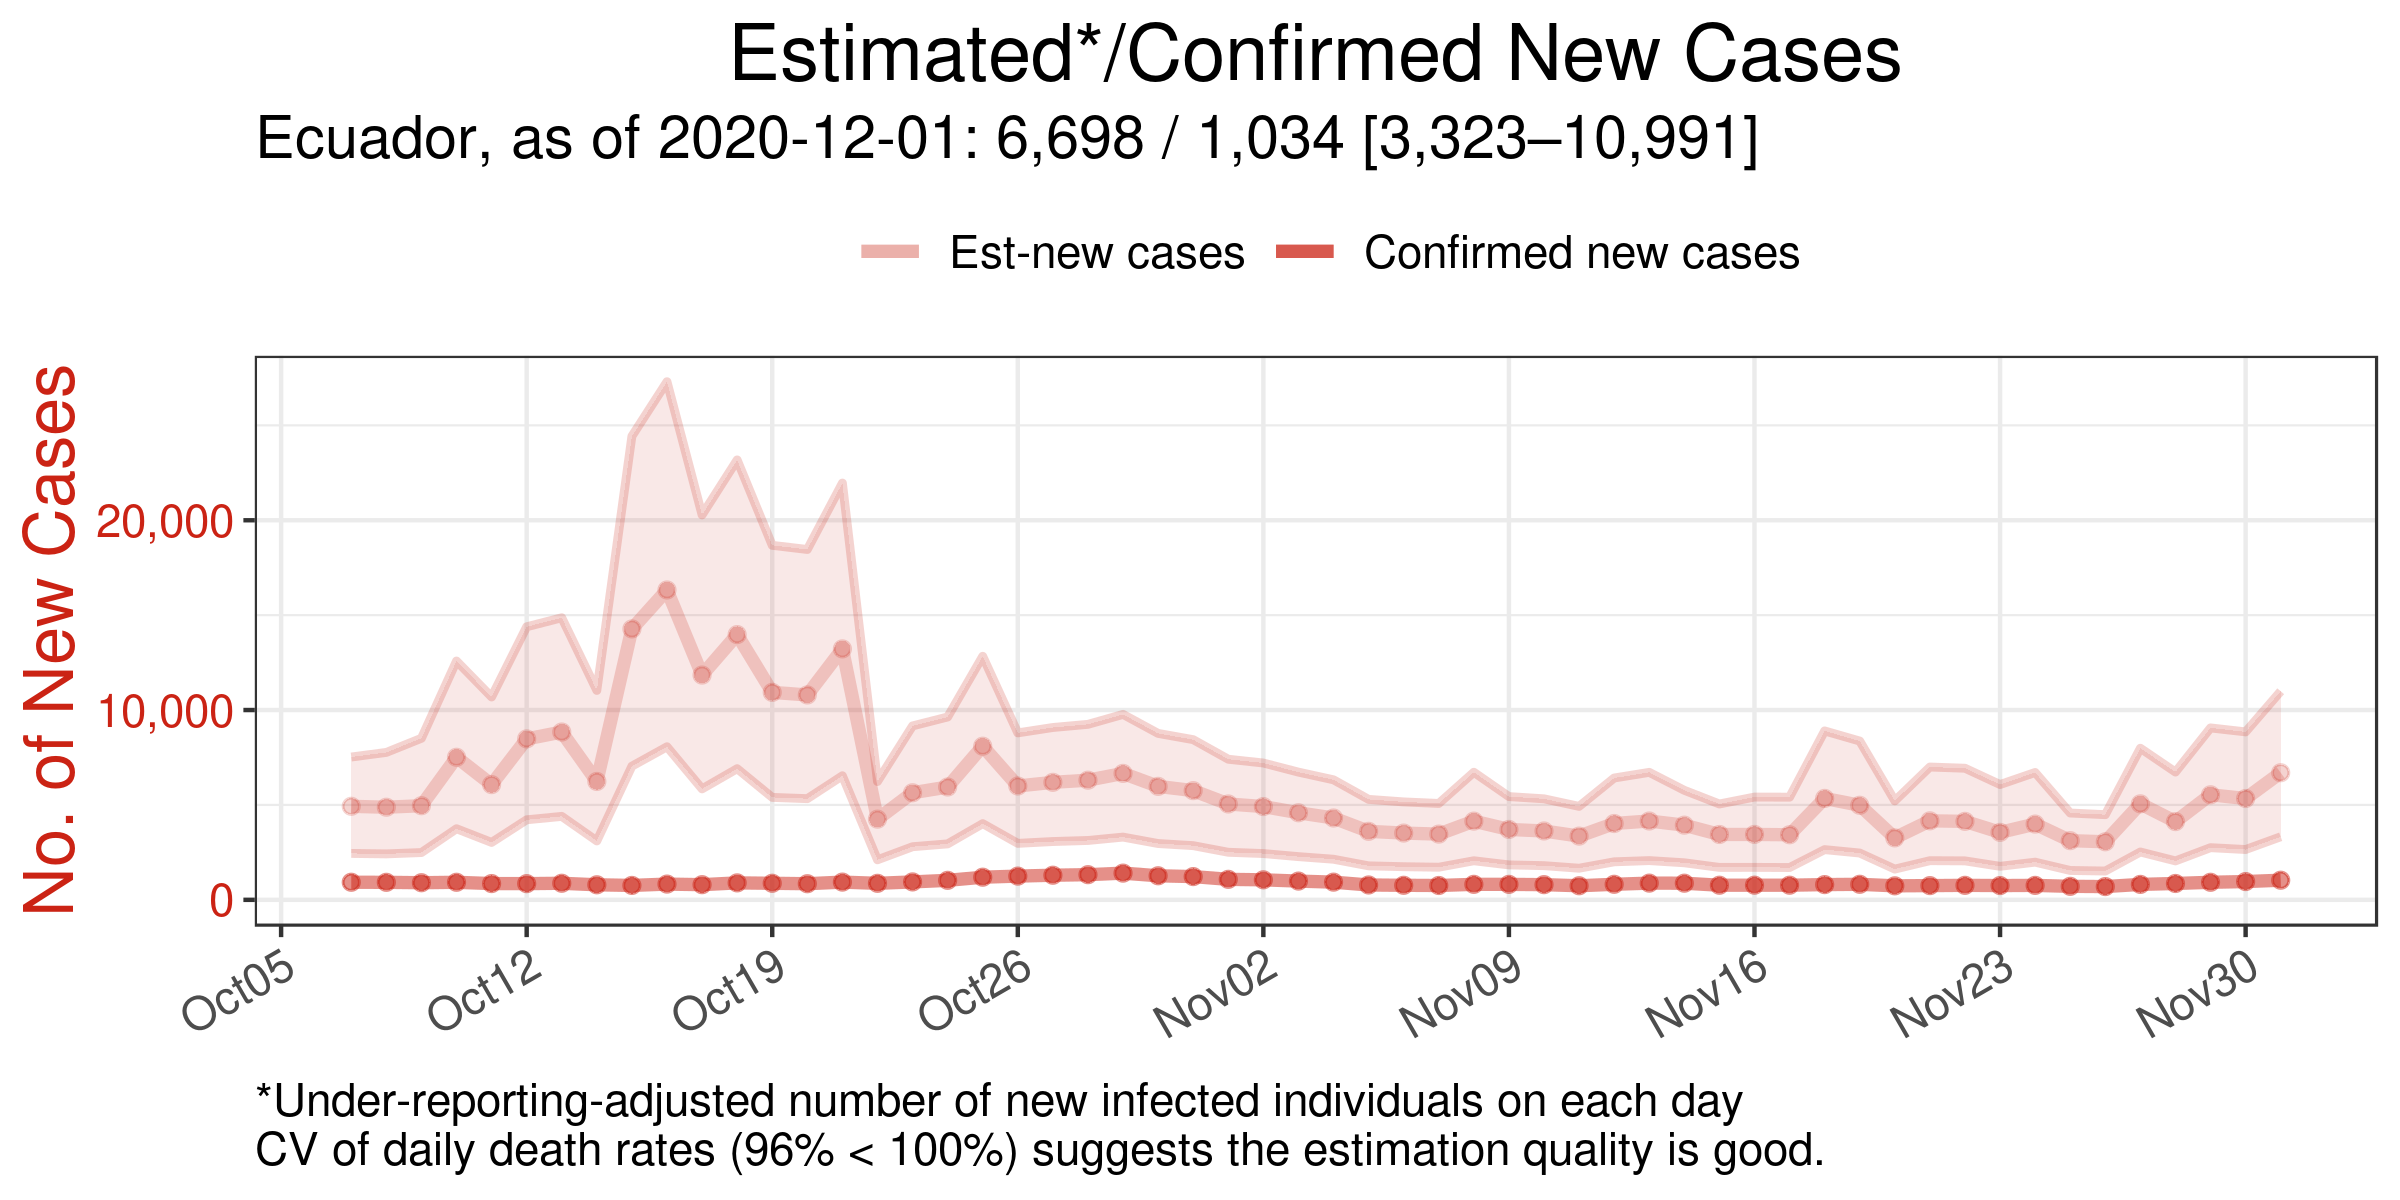 Estimated*/Confirmed New Cases
Ecuador, as of 2020-12-01: 6,698 / 1,034 [3,323–10,991]
Est-new cases
Confirmed new cases
No. of New Cases
20,000
10,000
0
Oct05
Oct12
Oct19
Oct26
Nov02
Nov09
Nov16
Nov23
Nov30
*Under-reporting-adjusted number of new infected individuals on each day
CV of daily death rates (96% < 100%) suggests the estimation quality is good.